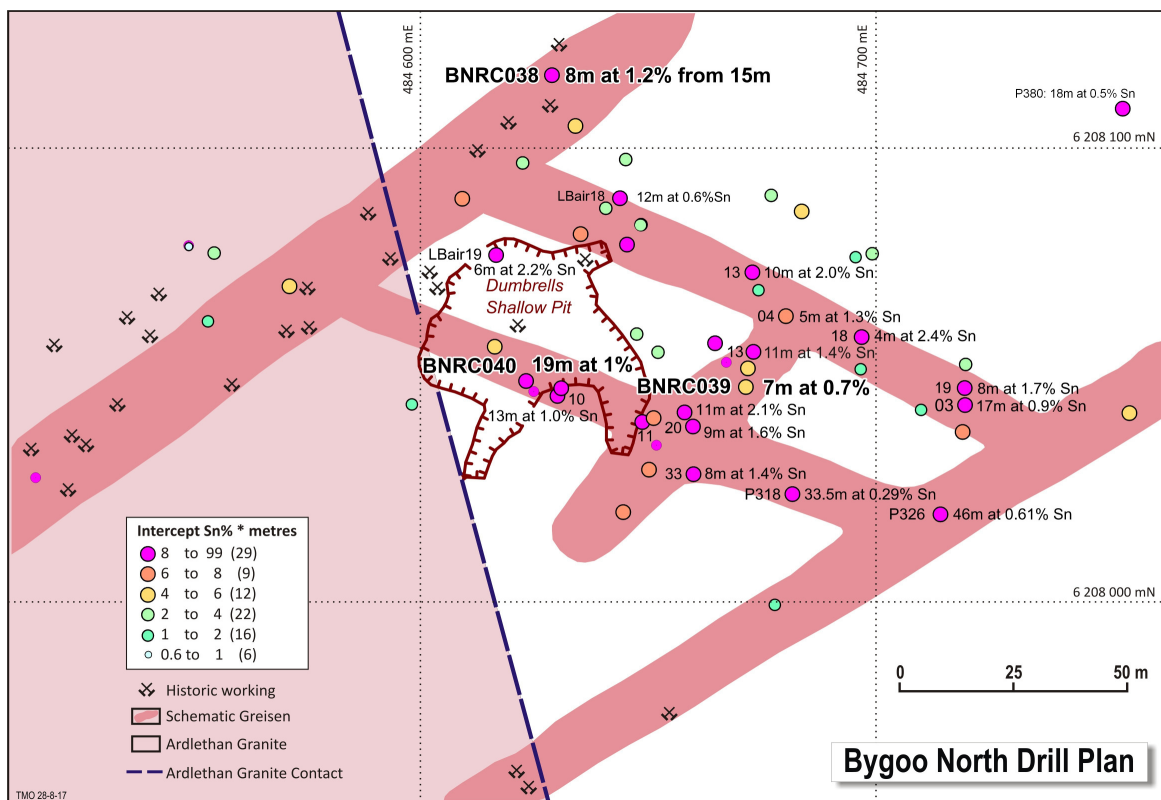 484 600 mE
484 700 mE
BNRC038 8m at 1.2% from 15m
P380: 18m at 0.5% Sn
6 208 100 mN
LBair18 12m at 0.6%Sn
LBair19
6m at 2.2% Sn
Dumbrells
Shallow Pit
13 10m at 2.0% Sn
04 5m at 1.3% Sn
18 4m at 2.4% Sn
13 11m at 1.4% Sn
BNRC040 19m at 1%
BNRC039 7m at 0.7%
19 8m at 1.7% Sn
03 17m at 0.9% Sn
10
13m at 1.0% Sn
11m at 2.1% Sn
11
20 9m at 1.6% Sn
33 8m at 1.4% Sn
P318 33.5m at 0.29% Sn
P326 46m at 0.61% Sn
Intercept Sn% * metres
8 to 99 (29)
6 to 8 (9)
4 to 6 (12)
2 to 4 (22)
1 to 2 (16)
0.6 to 1 (6)
6 208 000 mN
Historic working
Schematic Greisen
Ardlethan Granite
Ardlethan Granite Contact
0 25 50 m
Bygoo North Drill Plan
TMO 28-8-17